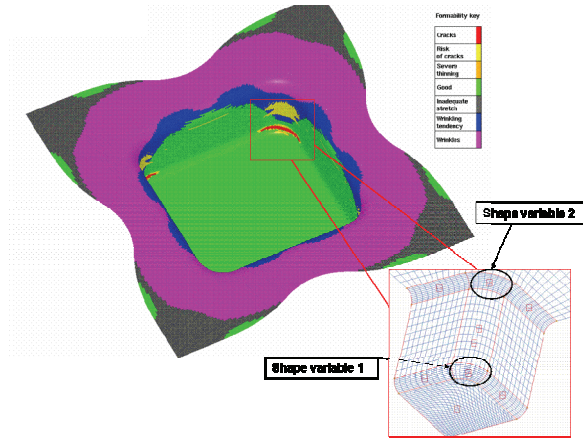 Formability key
Cracks
Risk
of cracks
Severe
thinning
Good
Inadequate
stretch
Wrinking
tendency
Wrinkles
Shape variable 2
Shape variable 1